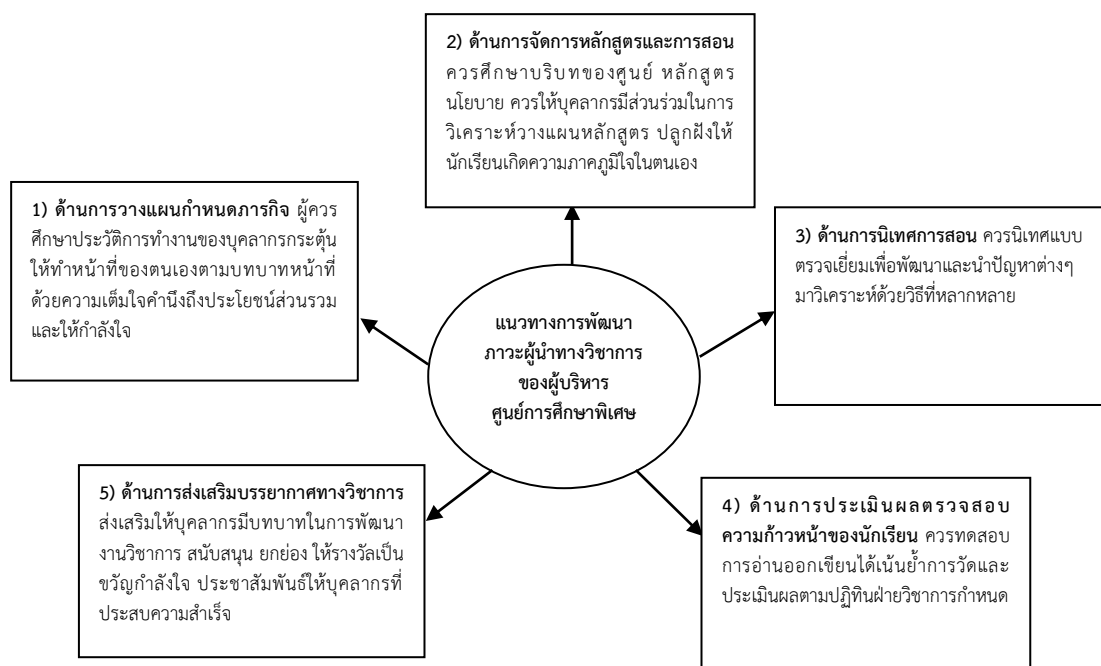 2) ด้านการจัดการหลักสูตรและการสอน
ควรศึกษาบริบทของศูนย์ หลักสูตร
นโยบาย ควรให้บุคลากรมีส่วนร่วมในการ
วิเคราะห์วางแผนหลักสูตร ปลูกฝังให้
นักเรียนเกิดความภาคภูมิใจในตนเอง
1) ด้านการวางแผนกำหนดภารกิจ ผู้ควร
ศึกษาประวัติการทำงานของบุคลากรกระตุ้น
ให้ทำหน้าที่ของตนเองตามบทบาทหน้าที่
ด้วยความเต็มใจคำนึงถึงประโยชน์ส่วนรวม
และให้กำลังใจ
3) ด้านการนิเทศการสอน ควรนิเทศแบบ
ตรวจเยี่ยมเพื่อพัฒนาและนำปัญหาต่างๆ
มาวิเคราะห์ด้วยวิธีที่หลากหลาย
แนวทางการพัฒนา
ภาวะผู้นำทางวิชาการ
ของผู้บริหาร
ศูนย์การศึกษาพิเศษ
5) ด้านการส่งเสริมบรรยากาศทางวิชาการ
ส่งเสริมให้บุคลากรมีบทบาทในการพัฒนา
งานวิชาการ สนับสนุน ยกย่อง ให้รางวัลเป็น
ขวัญกำลังใจ ประชาสัมพันธ์ให้บุคลากรที่
ประสบความสำเร็จ
4) ด้านการประเมินผลตรวจสอบ
ความก้าวหน้าของนักเรียน ควรทดสอบ
การอ่านออกเขียนได้เน้นย้ำการวัดและ
ประเมินผลตามปฏิทินฝ่ายวิชาการกำหนด